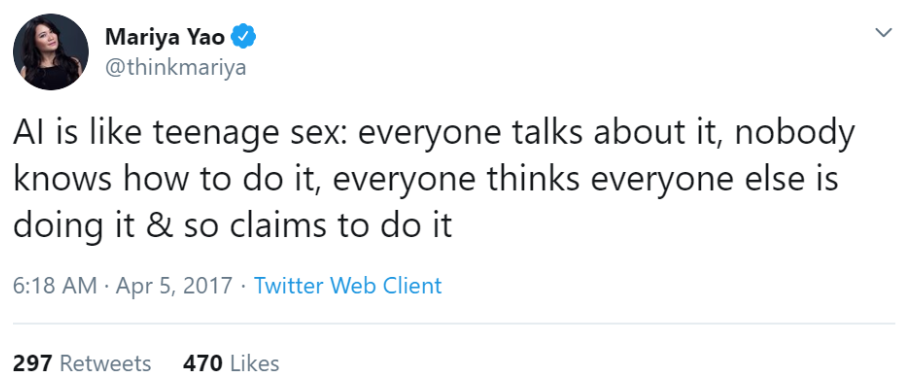 Mariya Yao
@thinkmariya
AI is like teenage sex: everyone talks about it, nobody
knows how to do it, everyone thinks everyone else is
doing it & so claims to do it
6:18 AM · Apr 5, 2017 · Twitter Web Client
297 Retweets 470 Likes